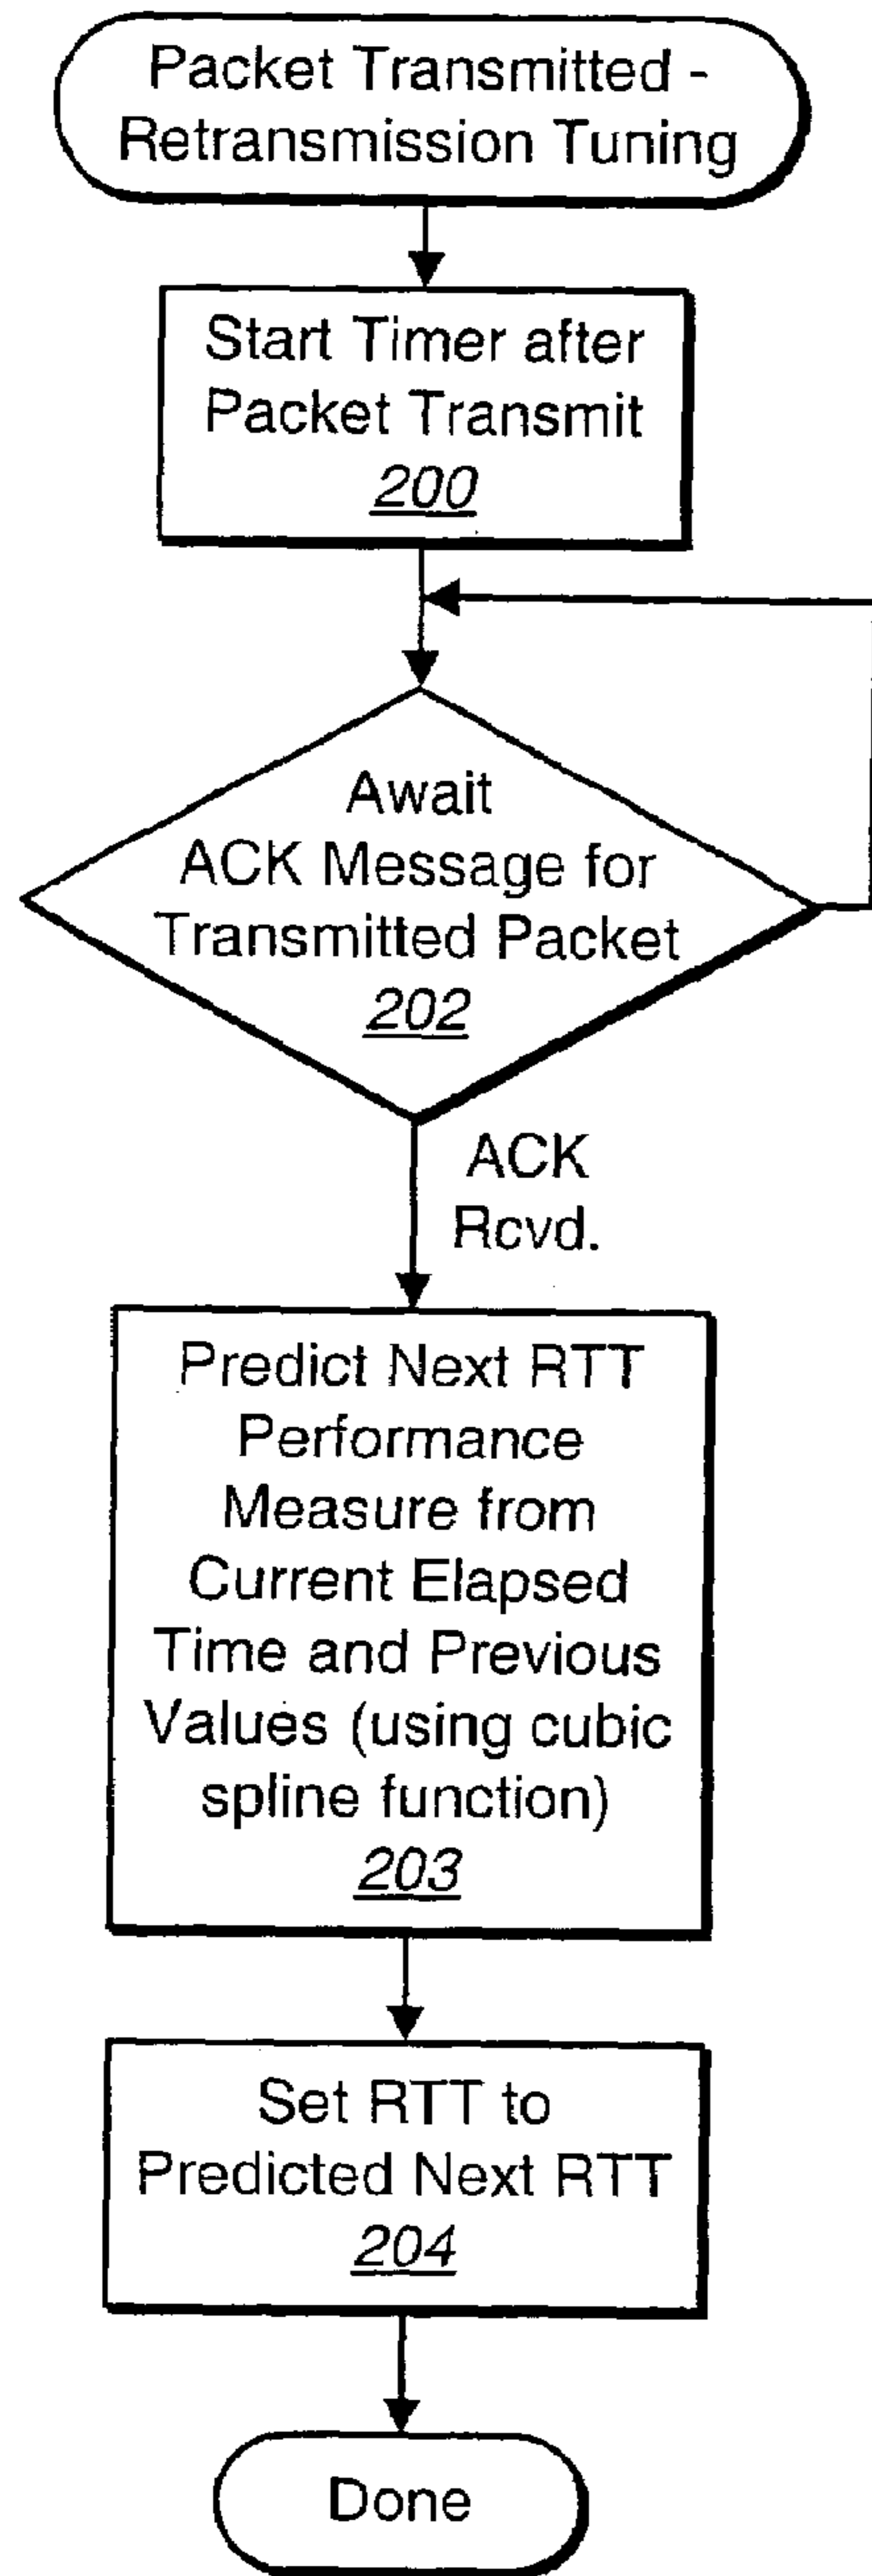 Packet Transmitted -
Retransmission Tuning
Start Timer after
Packet Transmit
200
Await
ACK Message for
Transmitted Packet
202
ACK
Rcvd.
Predict Next RTT
Performance
Measure from
Current Elapsed
Time and Previous
Values (using cubic
spline function)
203
Set RTT to
Predicted Next RTT
204
Done